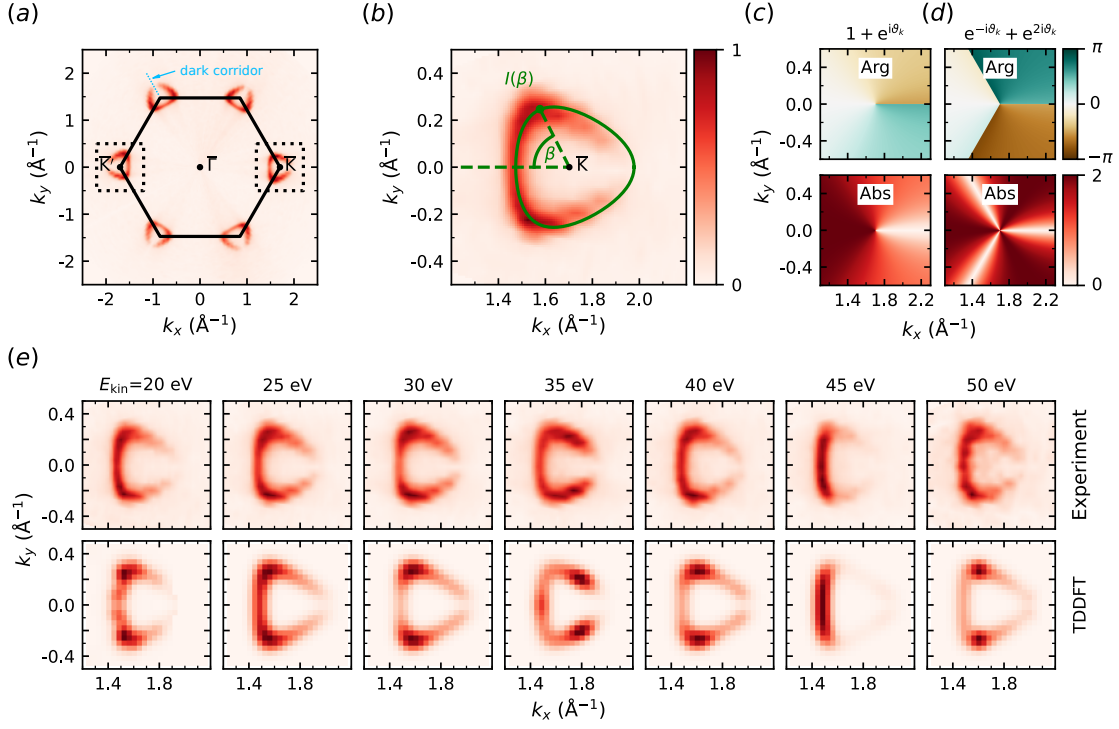 (a)
dark corridor
K̅
Γ̅
K̅
2
1
0
-1
-2
k_y (Å⁻¹)
-2 -1 0 1 2
k_x (Å⁻¹)
(b)
I(β)
β
K̅
0.4
0.2
0.0
-0.2
-0.4
k_y (Å⁻¹)
1.4 1.6 1.8 2.0
k_x (Å⁻¹)
1
0
(c)
1 + e^{iϑ_k}
Arg
0.4
0.0
-0.4
Abs
0.4
0.0
-0.4
1.4 1.8 2.2
(d)
e^{-iϑ_k} + e^{2iϑ_k}
Arg
π
0
-π
Abs
2
0
1.4 1.8 2.2
k_x (Å⁻¹)
(e)
E_kin=20 eV 25 eV 30 eV 35 eV 40 eV 45 eV 50 eV
0.4
0.0
-0.4
Experiment
k_y (Å⁻¹)
0.4
0.0
-0.4
TDDFT
1.4 1.8 1.4 1.8 1.4 1.8 1.4 1.8 1.4 1.8 1.4 1.8 1.4 1.8
k_x (Å⁻¹)